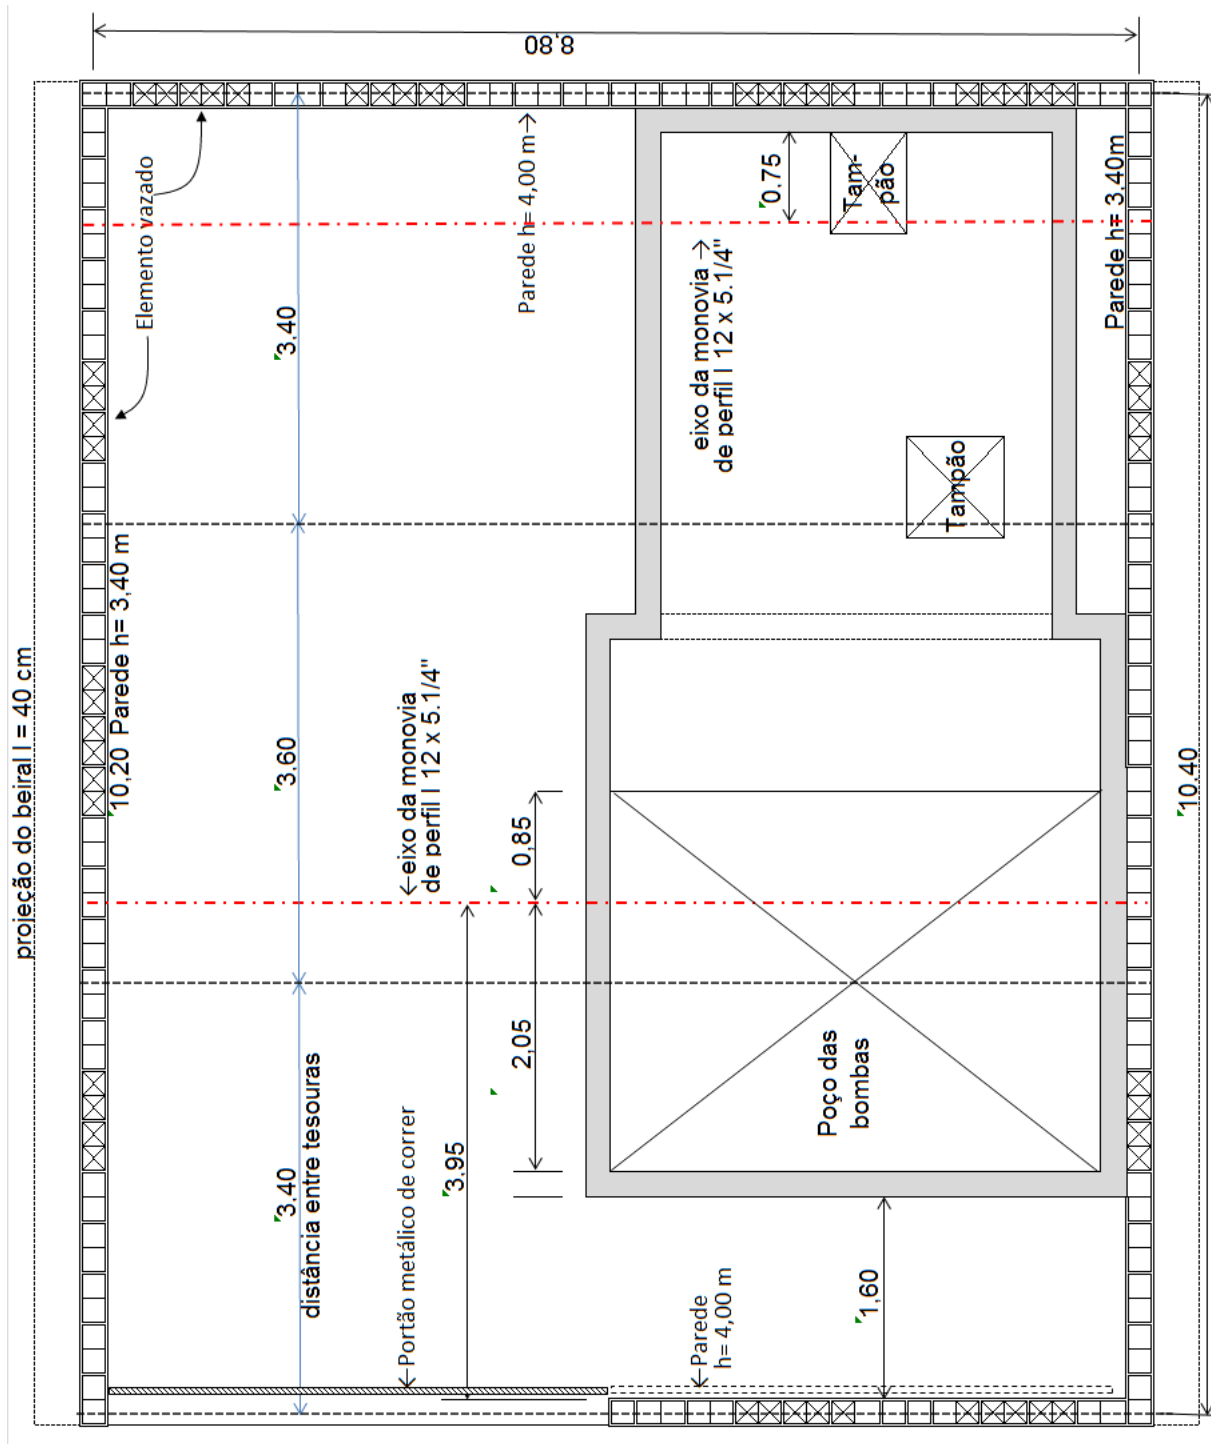 8,80
projeção do beiral l = 40 cm
Elemento vazado
3,40
Parede h= 4,00 m→
0.75
Tam-
pão
Parede h= 3,40m
eixo da monovia →
de perfil I 12 x 5.1/4"
Tampão
10,20 Parede h= 3,40 m
3,60
←eixo da monovia
de perfil I 12 x 5.1/4"
0,85
10,40
2,05
Poço das
bombas
3,40
distância entre tesouras
3,95
←Portão metálico de correr
←Parede
h= 4,00 m
1,60